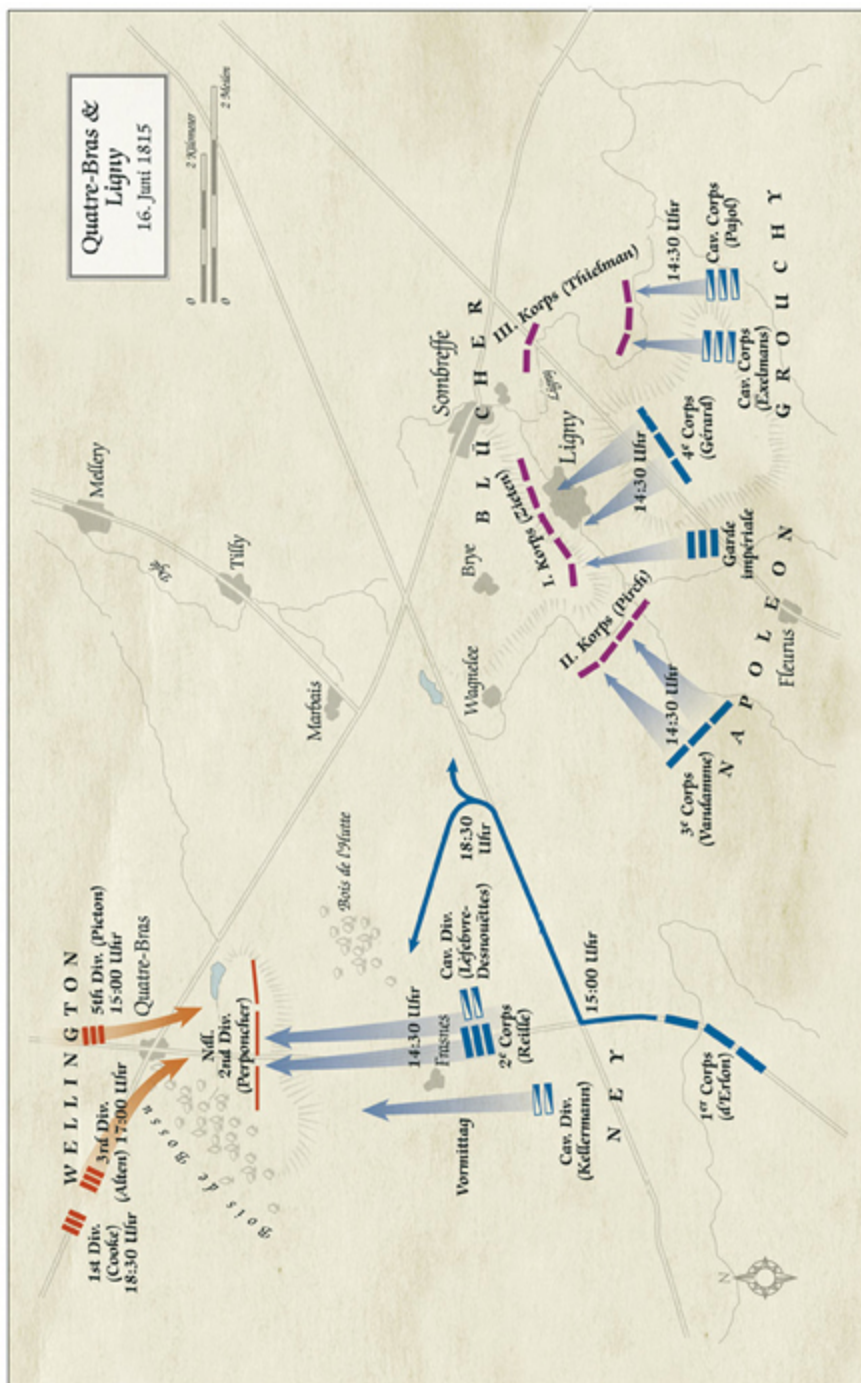 Quatre-Bras &
Ligny
16. Juni 1815
0
2 Kilometer
0
2 Meilen
WELLINGTON
1st Div.
(Cooke)
18:30 Uhr
3rd Div.
(Alten) 17:00 Uhr
5th Div. (Picton)
15:00 Uhr
Quatre-Bras
Bois de Bossu
Ndl.
2nd Div.
(Perponcher)
Bois de l'Hutte
Mellery
Dyle
Tilly
Marbais
Vormittag
14:30 Uhr
Frasnes
Cav. Div.
(Lefebvre-
Desnouëttes)
2e Corps
(Reille)
Cav. Div.
(Kellermann)
NEY
18:30
Uhr
15:00 Uhr
1er Corps
(d'Erlon)
Sombreffe
BLÜCHER
Brye
Wagnelee
III. Korps (Thielman)
I. Korps (Zieten)
II. Korps (Pirch)
Ligny
Ligny
14:30 Uhr
14:30 Uhr
14:30 Uhr
3e Corps
(Vandamme)
NAPOLEON
Fleurus
Garde
impériale
4e Corps
(Gérard)
Cav. Corps
(Exelmans)
Cav. Corps
(Pajol)
GROUCHY
N